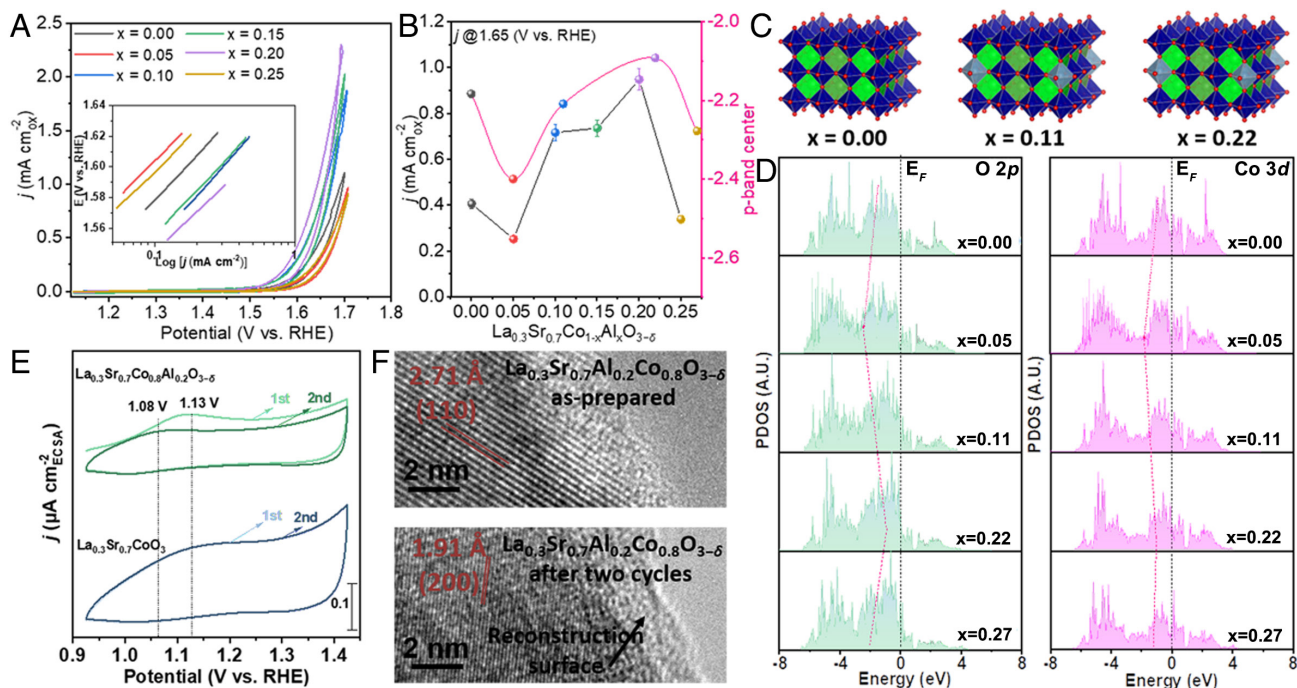 A
x = 0.00
x = 0.15
x = 0.05
x = 0.20
x = 0.10
x = 0.25
j (mA cm⁻²ox)
2.5
2.0
1.5
1.0
0.5
0.0
1.2
1.3
1.4
1.5
1.6
1.7
1.8
Potential (V vs. RHE)
E (V vs. RHE)
1.64
1.62
1.60
1.58
1.56
0.1
1
Log [j (mA cm⁻²)]
B
j @1.65 (V vs. RHE)
j (mA cm⁻²ox)
1.2
1.0
0.8
0.6
0.4
0.2
0.0
0.00
0.05
0.10
0.15
0.20
0.25
La₀.₃Sr₀.₇Co₁₋ₓAlₓO₃₋δ
-2.0
-2.2
-2.4
-2.6
p-band center
C
x = 0.00
x = 0.11
x = 0.22
D
PDOS (A.U.)
E_F
O 2p
x=0.00
x=0.05
x=0.11
x=0.22
x=0.27
-8
-4
0
4
8
Energy (eV)
PDOS (A.U.)
E_F
Co 3d
x=0.00
x=0.05
x=0.11
x=0.22
x=0.27
-8
-4
0
4
8
Energy (eV)
E
La₀.₃Sr₀.₇Co₀.₈Al₀.₂O₃₋δ
1.08 V
1.13 V
1st
2nd
La₀.₃Sr₀.₇CoO₃
1st
2nd
0.1
j (μA cm⁻²ECSA)
0.9
1.0
1.1
1.2
1.3
1.4
Potential (V vs. RHE)
F
2.71 Å
(110)
La₀.₃Sr₀.₇Al₀.₂Co₀.₈O₃₋δ
as-prepared
2 nm
1.91 Å
(200)
La₀.₃Sr₀.₇Al₀.₂Co₀.₈O₃₋δ
after two cycles
Reconstruction
surface
2 nm